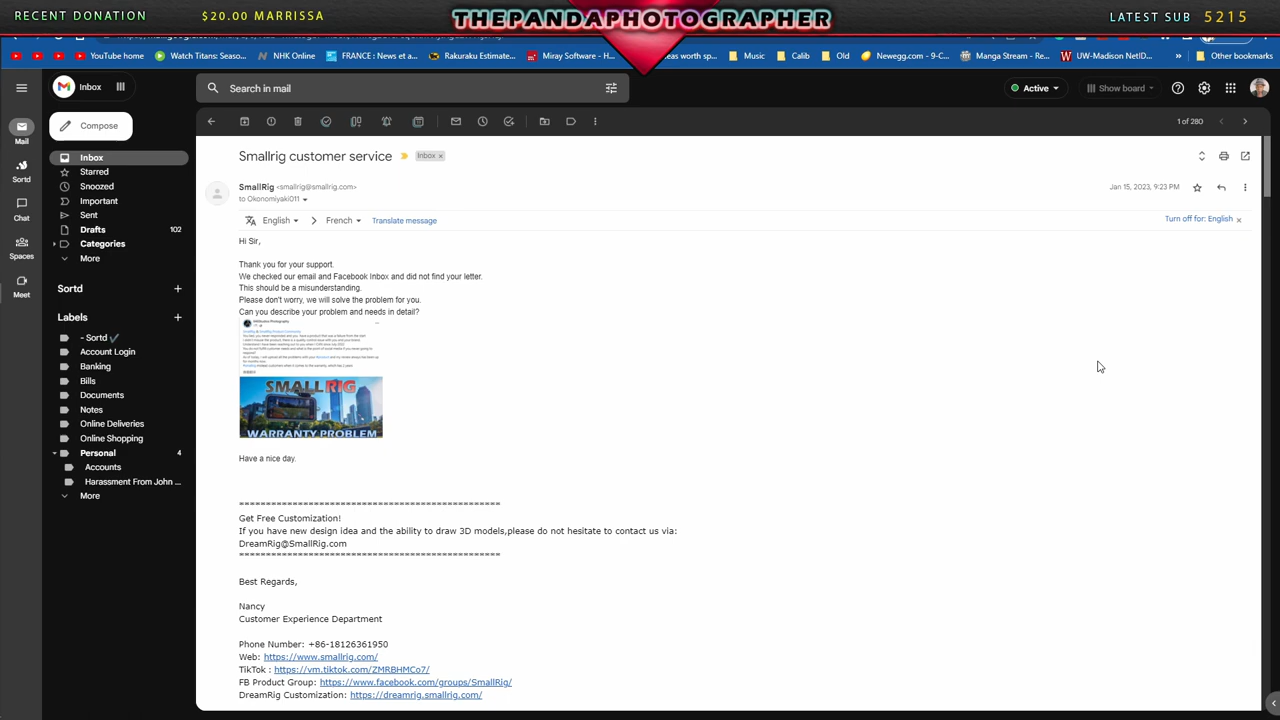 RECENT DONATION $20.00 MARRISSA THEPANDAPHOTOGRAPHER LATEST SUB 5215
YouTube home Watch Titans Seaso... NHK Online FRANCE : News et a... Rakuraku Estimate... Miray Software - H... eas worth sp... Music Calib Old Newegg.com - 9-C... Manga Stream - Re... UW-Madison NetID... Other bookmarks
Inbox Search in mail Active Show board
Compose
1 of 280
Mail
Inbox
Starred
Snoozed
Important
Sent
Drafts 102
Categories
More
Sortd
Chat
Spaces
Meet
Sortd
Labels
- Sortd ✔
Account Login
Banking
Bills
Documents
Notes
Online Deliveries
Online Shopping
Personal 4
Accounts
Harassment From John ...
More
Smallrig customer service Inbox ×
SmallRig <smallrig@smallrig.com> Jan 15, 2023, 9:23 PM
to Okonomiyaki011
English > French Translate message Turn off for: English ×
Hi Sir,
Thank you for your support.
We checked our email and Facebook Inbox and did not find your letter.
This should be a misunderstanding.
Please don't worry, we will solve the problem for you.
Can you describe your problem and needs in detail?
SMALLRIG
WARRANTY PROBLEM
Have a nice day.
Get Free Customization!
If you have new design idea and the ability to draw 3D models,please do not hesitate to contact us via:
DreamRig@SmallRig.com
Best Regards,
Nancy
Customer Experience Department
Phone Number: +86-18126361950
Web: https://www.smallrig.com/
TikTok : https://vm.tiktok.com/ZMRBHMCo7/
FB Product Group: https://www.facebook.com/groups/SmallRig/
DreamRig Customization: https://dreamrig.smallrig.com/